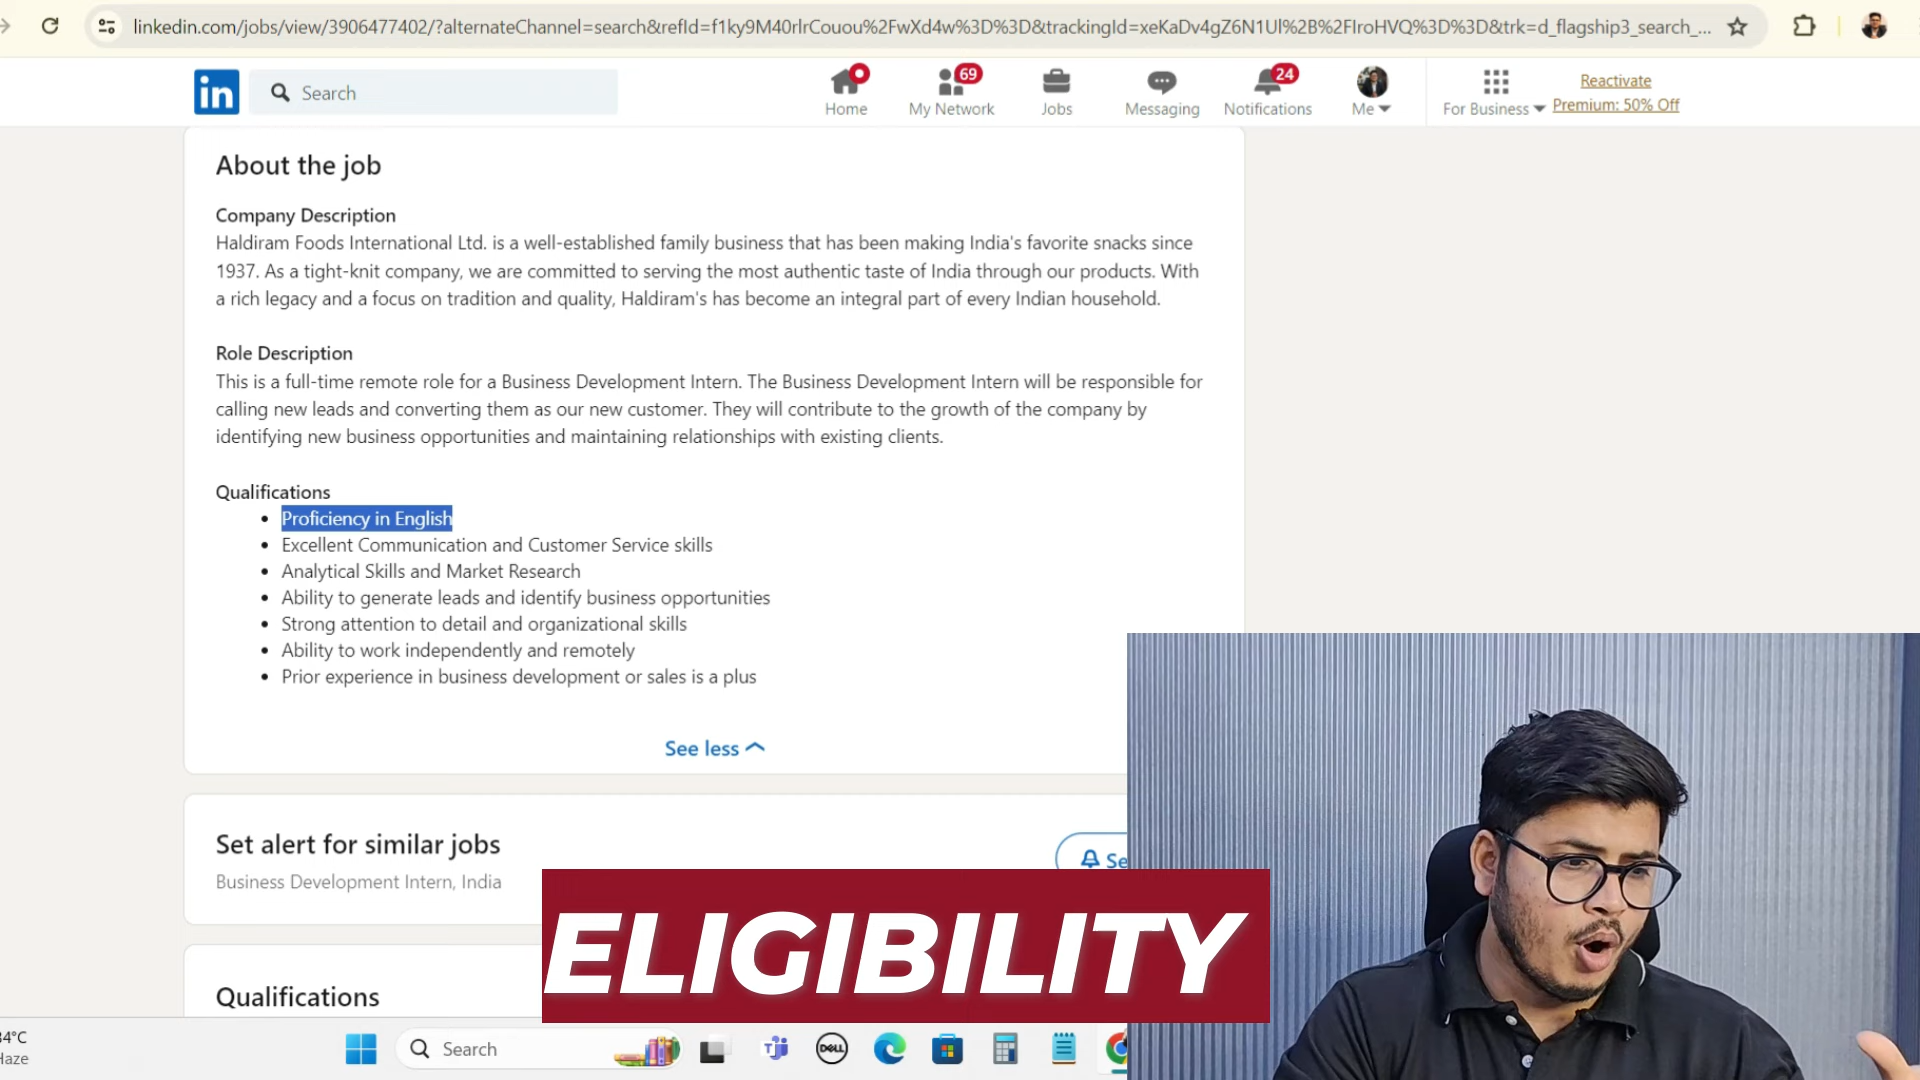 linkedin.com/jobs/view/3906477402/?alternateChannel=search&refId=f1ky9M40rlrCouou%2FwXd4w%3D%3D&trackingId=xeKaDv4gZ6N1Ul%2B%2FIroHVQ%3D%3D&trk=d_flagship3_search_...
in
Search
Home
69
My Network
Jobs
Messaging
24
Notifications
Me
For Business
Reactivate
Premium: 50% Off
About the job
Company Description
Haldiram Foods International Ltd. is a well-established family business that has been making India's favorite snacks since
1937. As a tight-knit company, we are committed to serving the most authentic taste of India through our products. With
a rich legacy and a focus on tradition and quality, Haldiram's has become an integral part of every Indian household.
Role Description
This is a full-time remote role for a Business Development Intern. The Business Development Intern will be responsible for
calling new leads and converting them as our new customer. They will contribute to the growth of the company by
identifying new business opportunities and maintaining relationships with existing clients.
Qualifications
• Proficiency in English
• Excellent Communication and Customer Service skills
• Analytical Skills and Market Research
• Ability to generate leads and identify business opportunities
• Strong attention to detail and organizational skills
• Ability to work independently and remotely
• Prior experience in business development or sales is a plus
See less
Set alert for similar jobs
Se
Business Development Intern, India
ELIGIBILITY
Qualifications
34°C
Haze
Search
DELL